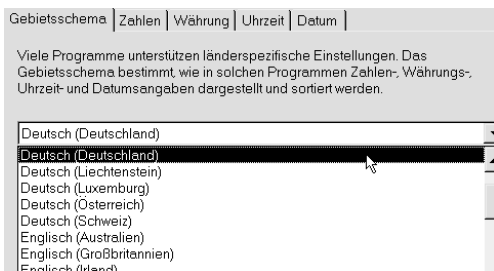 Gebietsschema Zahlen Währung Uhrzeit Datum
Viele Programme unterstützen länderspezifische Einstellungen. Das
Gebietsschema bestimmt, wie in solchen Programmen Zahlen-, Währungs-,
Uhrzeit- und Datumsangaben dargestellt und sortiert werden.
Deutsch (Deutschland)
Deutsch (Deutschland)
Deutsch (Liechtenstein)
Deutsch (Luxemburg)
Deutsch (Österreich)
Deutsch (Schweiz)
Englisch (Australien)
Englisch (Großbritannien)
Englisch (Irland)